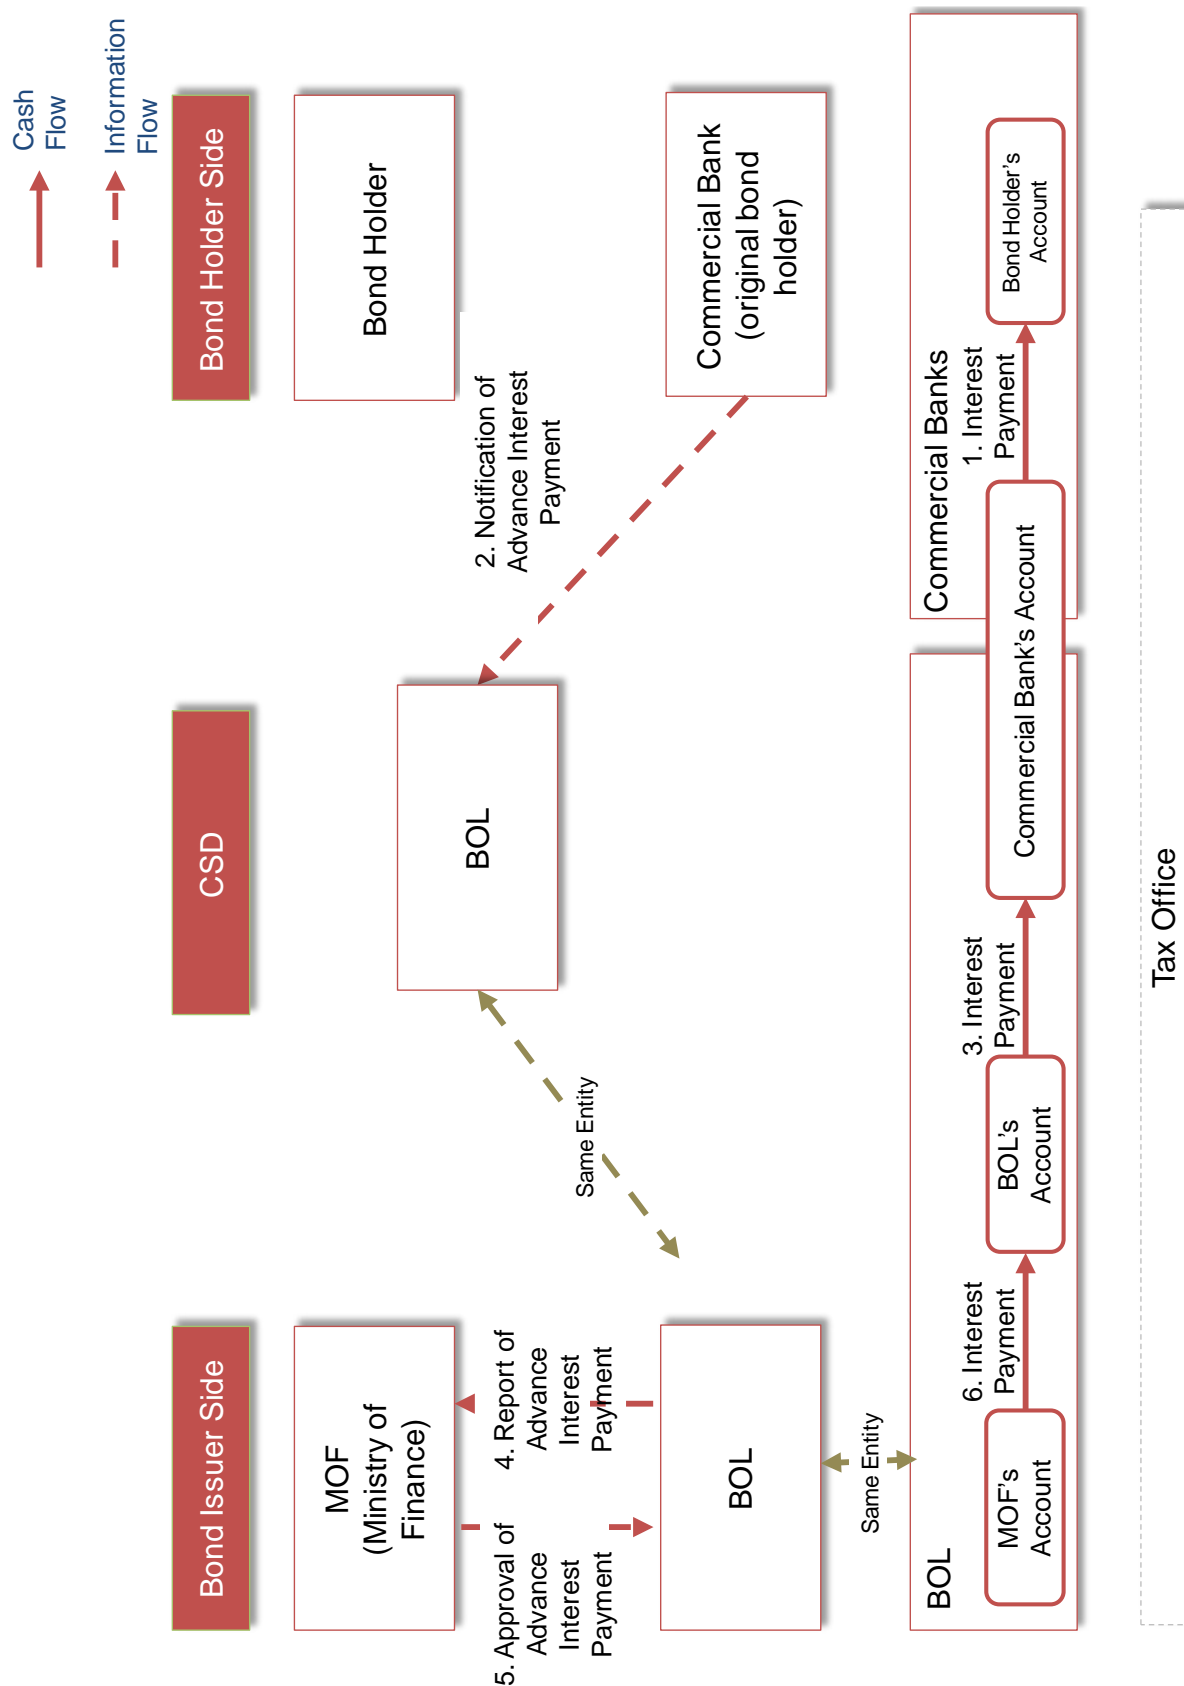 Cash
Flow
Information
Flow
Bond Issuer Side
CSD
Bond Holder Side
MOF
(Ministry of
Finance)
Bond Holder
BOL
5. Approval of
Advance
Interest
Payment
4. Report of
Advance
Interest
Payment
Same Entity
2. Notification of
Advance Interest
Payment
BOL
Commercial Bank
(original bond
holder)
Same Entity
BOL
Commercial Banks
MOF's
Account
6. Interest
Payment
BOL's
Account
3. Interest
Payment
Commercial Bank's Account
1. Interest
Payment
Bond Holder's
Account
Tax Office